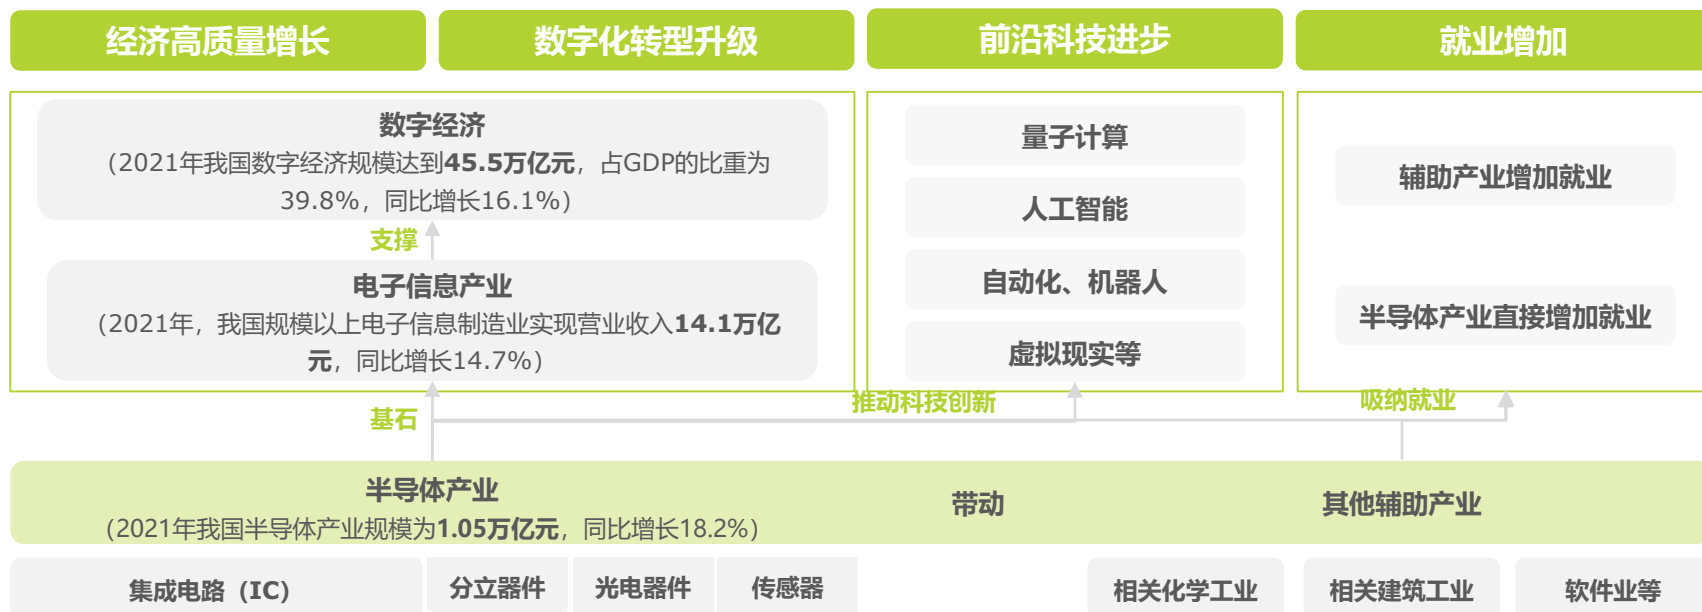 经济高质量增长
数字化转型升级
前沿科技进步
就业增加
数字经济
（2021年我国数字经济规模达到45.5万亿元，占GDP的比重为
39.8%，同比增长16.1%）
支撑
电子信息产业
（2021年，我国规模以上电子信息制造业实现营业收入14.1万亿
元，同比增长14.7%）
量子计算
人工智能
自动化、机器人
虚拟现实等
辅助产业增加就业
半导体产业直接增加就业
基石
推动科技创新
吸纳就业
半导体产业
（2021年我国半导体产业规模为1.05万亿元，同比增长18.2%）
带动
其他辅助产业
集成电路（IC）
分立器件
光电器件
传感器
相关化学工业
相关建筑工业
软件业等